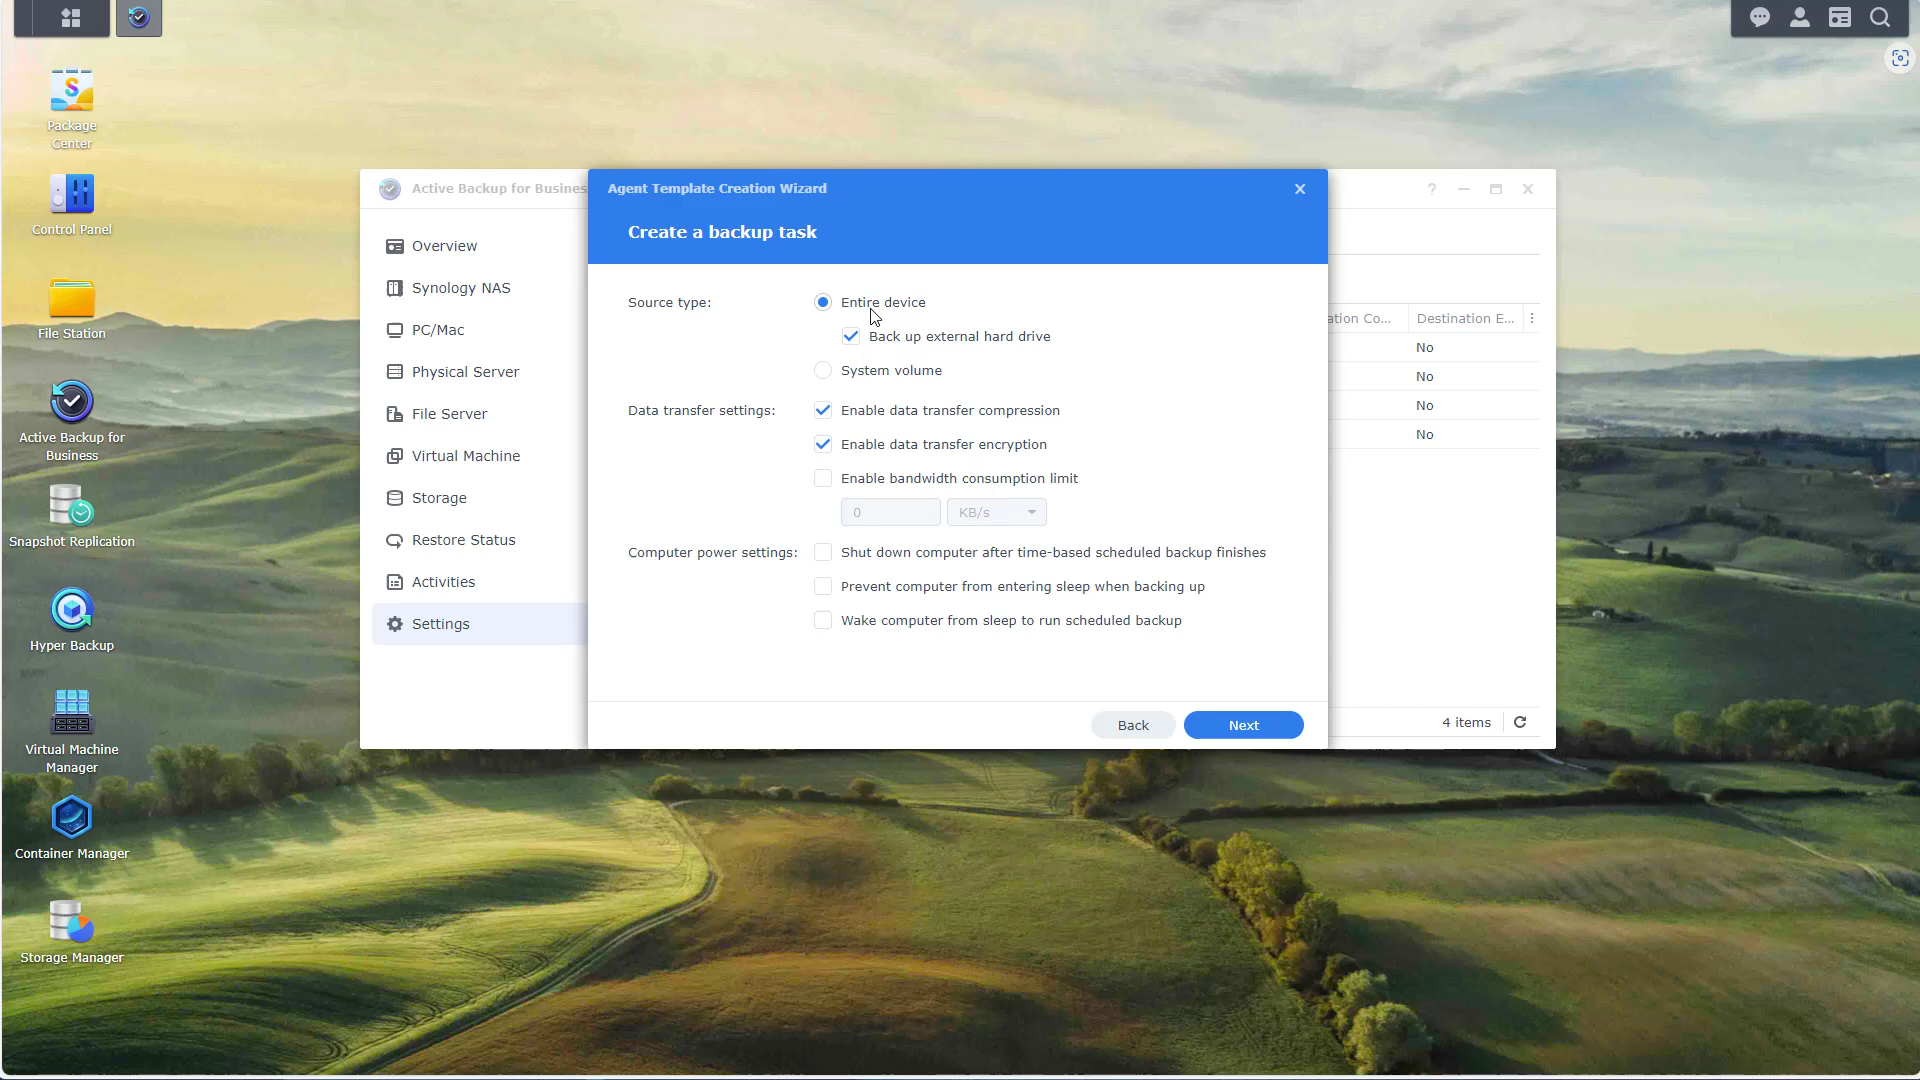 Package
Center
Control Panel
File Station
Active Backup for
Business
Snapshot Replication
Hyper Backup
Virtual Machine
Manager
Container Manager
Storage Manager
Active Backup for Busines
Overview
Synology NAS
PC/Mac
Physical Server
File Server
Virtual Machine
Storage
Restore Status
Activities
Settings
Agent Template Creation Wizard
Create a backup task
Source type:
Entire device
Back up external hard drive
System volume
Data transfer settings:
Enable data transfer compression
Enable data transfer encryption
Enable bandwidth consumption limit
0
KB/s
Computer power settings:
Shut down computer after time-based scheduled backup finishes
Prevent computer from entering sleep when backing up
Wake computer from sleep to run scheduled backup
Back
Next
?
ation Co...
Destination E...
No
No
No
No
4 items